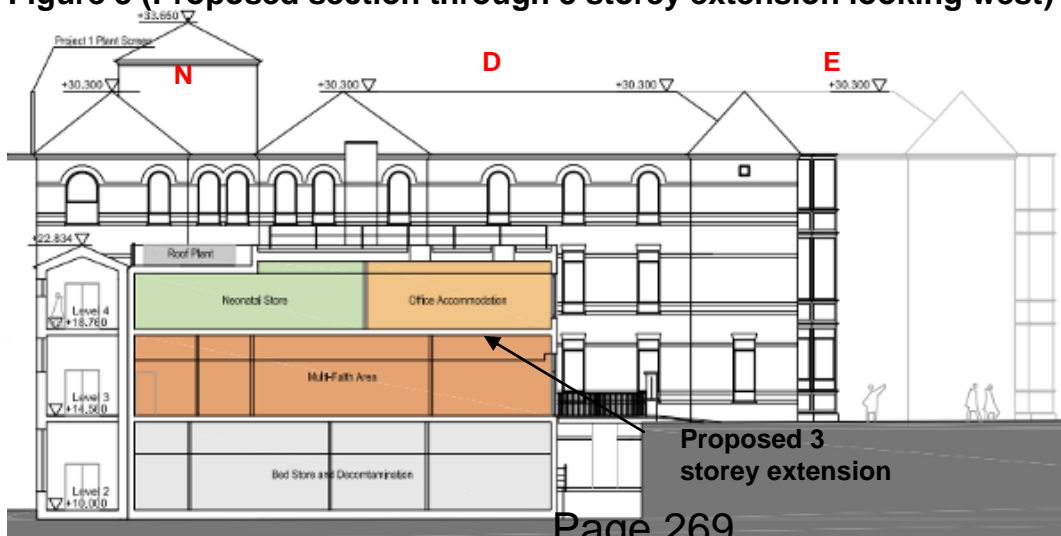 Figure 8 (Proposed section through 3 storey extension looking west)
+33.650
Project 1 Plant Screen
N
D
E
+30.300
+30.300
+30.300
+30.300
+22.834
Roof Plant
Neonatal Store
Office Accommodation
Level 4
+18.760
Multi-Faith Area
Level 3
+14.500
Proposed 3
storey extension
Bed Store and Decontamination
Level 2
+10.000
Page 269